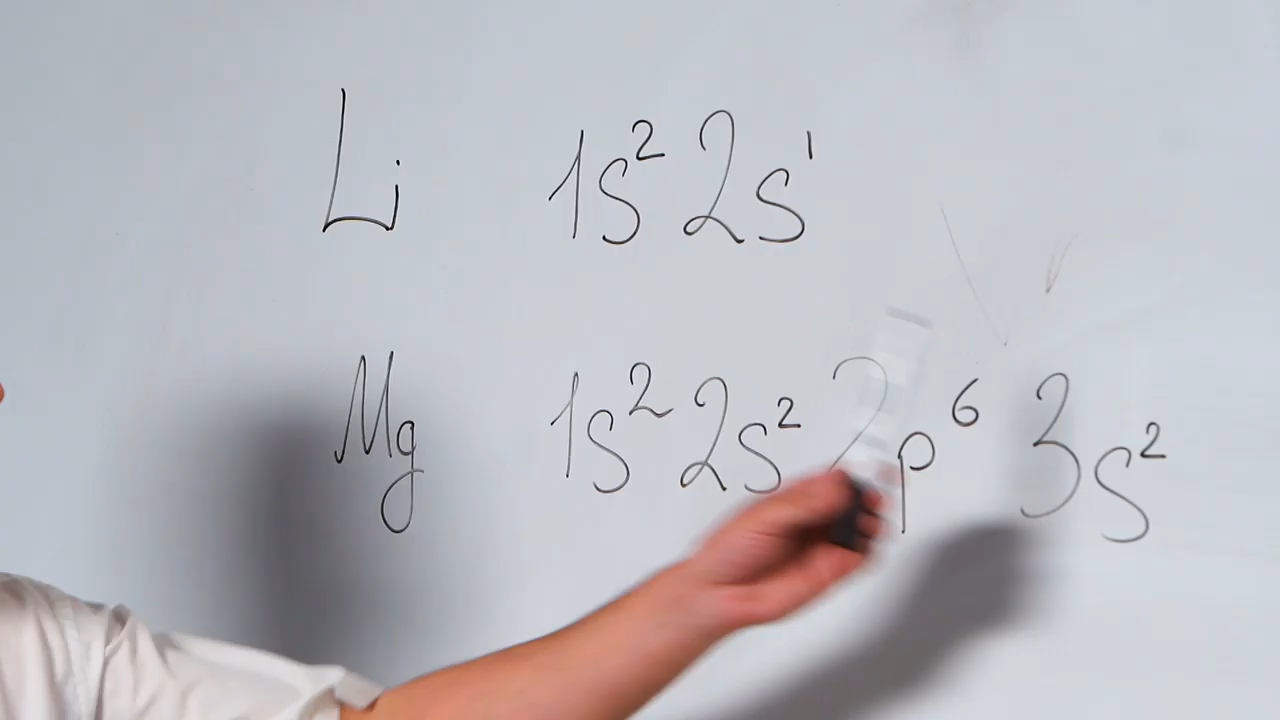 Li 1s² 2s¹
Mg 1s² 2s² 2p⁶ 3s²